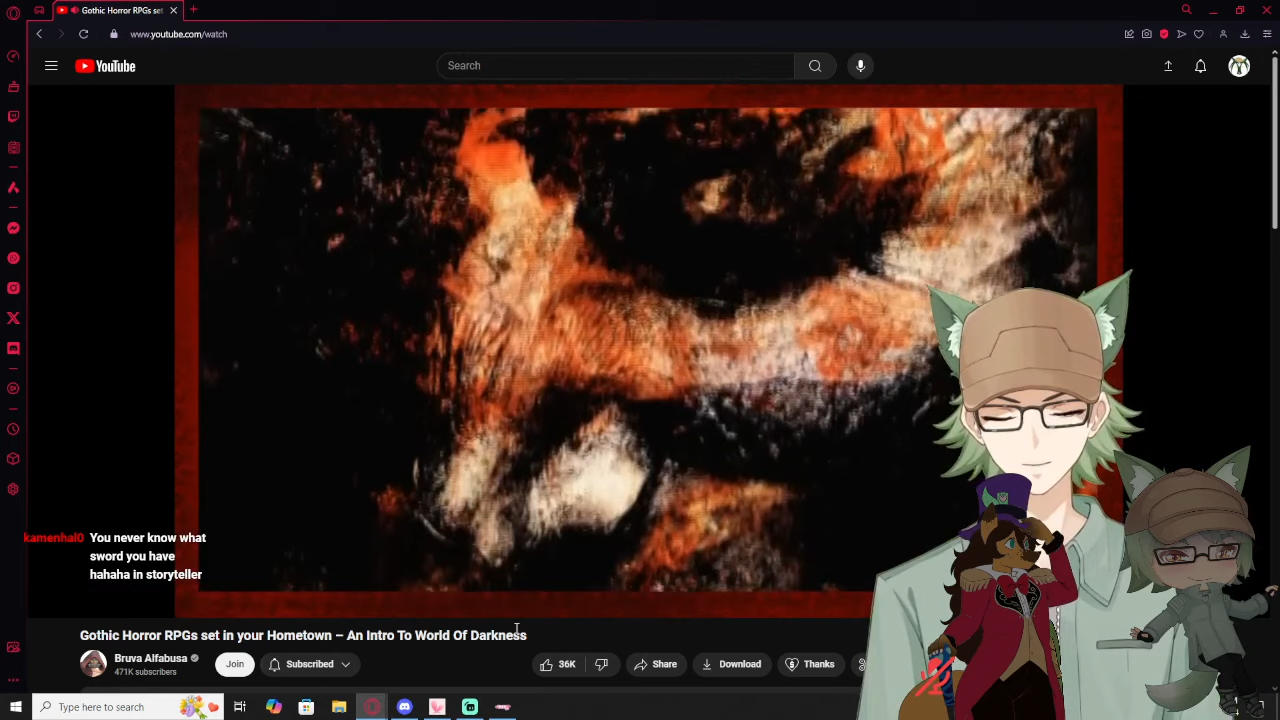 Gothic Horror RPGs set
www.youtube.com/watch
YouTube
Search
kamenhal0 You never know what
sword you have
hahaha in storyteller
Gothic Horror RPGs set in your Hometown – An Intro To World Of Darkness
Bruva Alfabusa
471K subscribers
Join
Subscribed
36K
Share
Download
Thanks
Type here to search